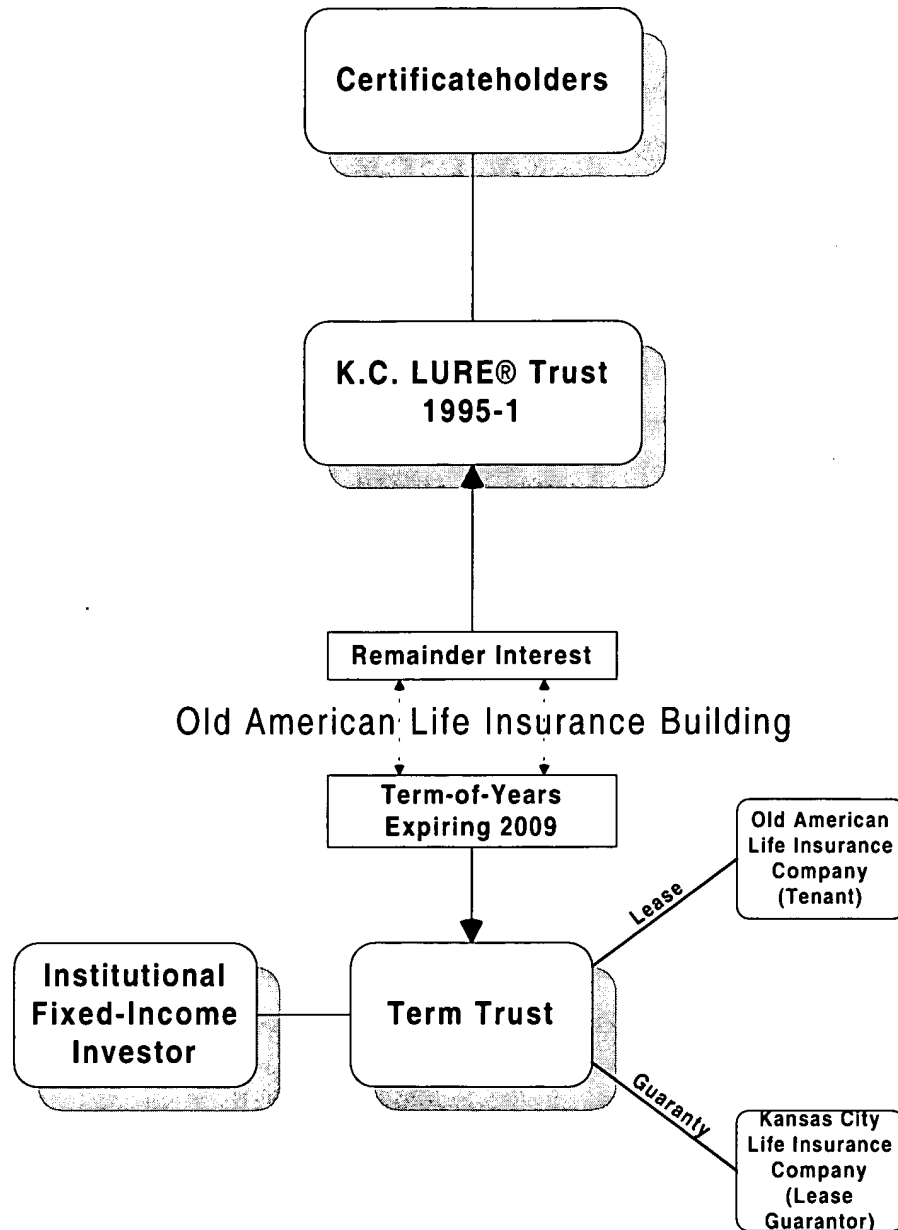 Certificateholders
K.C. LURE® Trust
1995-1
Remainder Interest
Old American Life Insurance Building
Term-of-Years
Expiring 2009
Old American
Life Insurance
Company
(Tenant)
Lease
Institutional
Fixed-Income
Investor
Term Trust
Guaranty
Kansas City
Life Insurance
Company
(Lease
Guarantor)